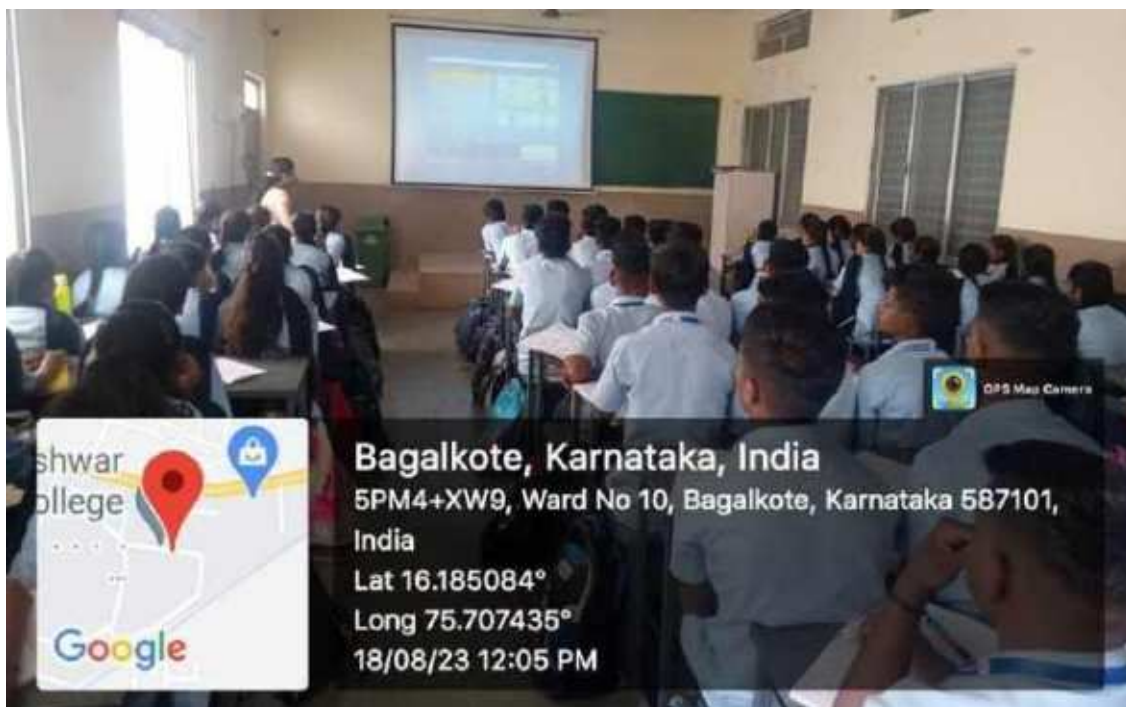 GPS Map Camera
shwar
ollege
Google
Bagalkote, Karnataka, India
5PM4+XW9, Ward No 10, Bagalkote, Karnataka 587101,
India
Lat 16.185084°
Long 75.707435°
18/08/23 12:05 PM